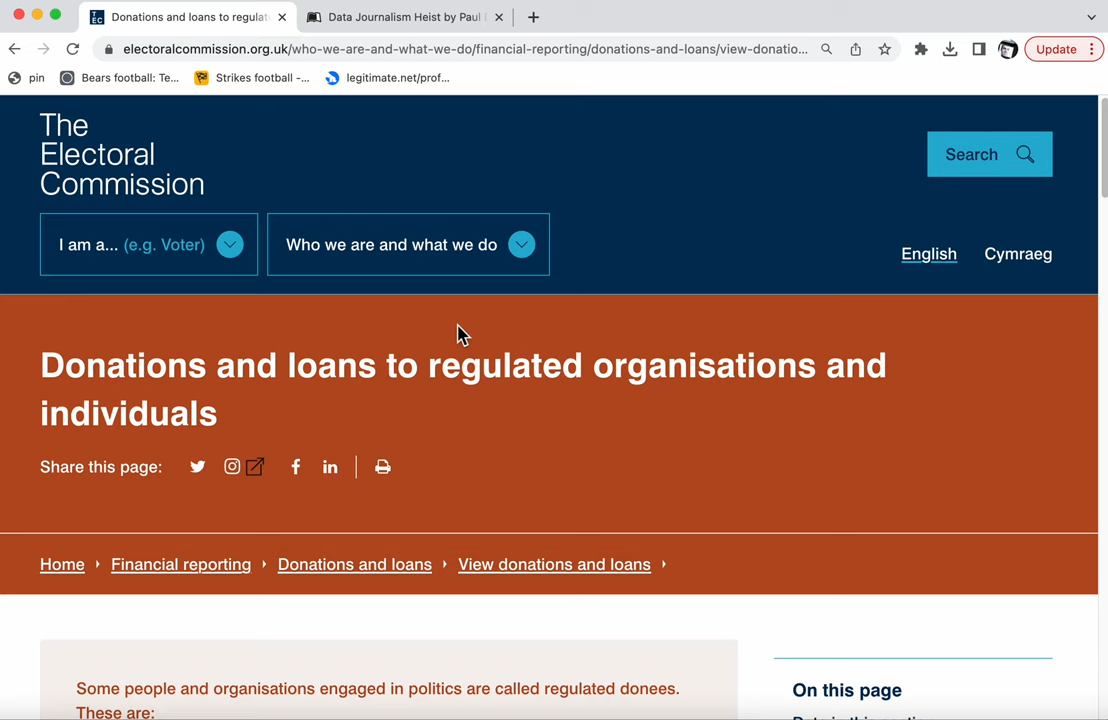 Donations and loans to regulat
Data Journalism Heist by Paul
electoralcommission.org.uk/who-we-are-and-what-we-do/financial-reporting/donations-and-loans/view-donatio...
Update
pin
Bears football: Te...
Strikes football -...
legitimate.net/prof...
The
Electoral
Commission
Search
I am a... (e.g. Voter)
Who we are and what we do
English
Cymraeg
Donations and loans to regulated organisations and
individuals
Share this page:
Home
Financial reporting
Donations and loans
View donations and loans
Some people and organisations engaged in politics are called regulated donees.
These are:
On this page